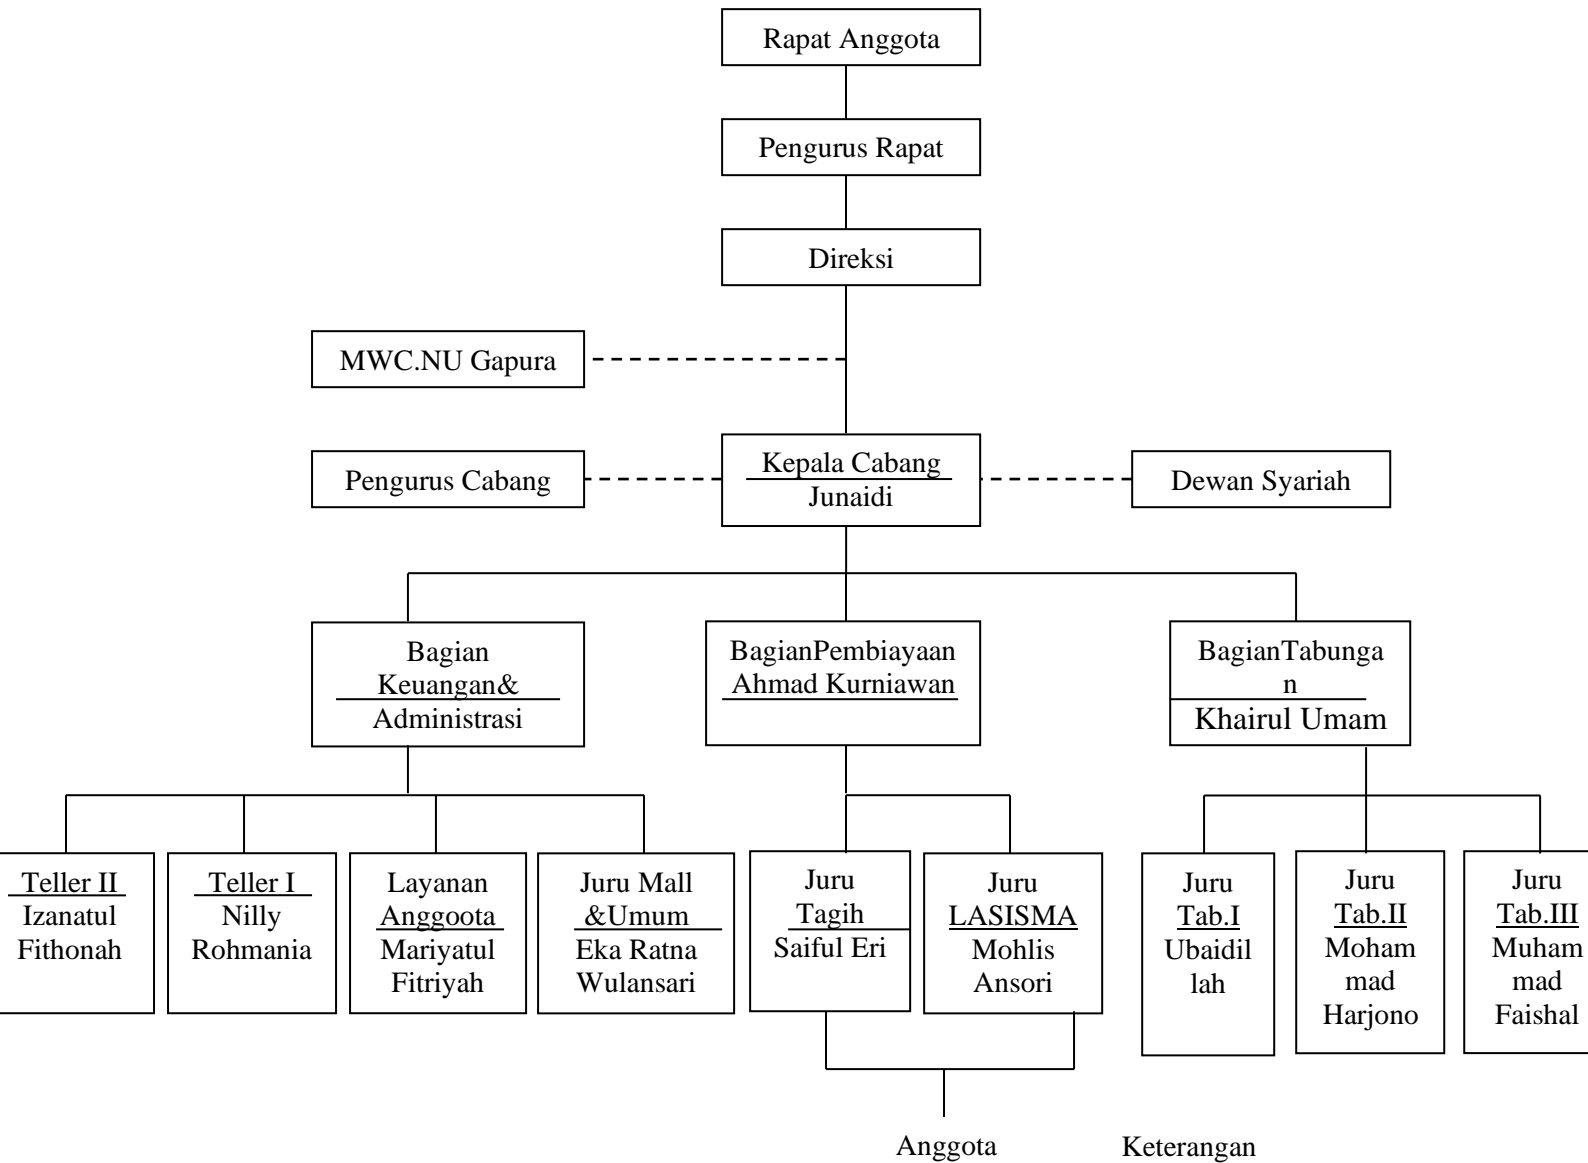 Rapat Anggota
Pengurus Rapat
Direksi
MWC.NU Gapura
Pengurus Cabang
Kepala Cabang
Junaidi
Dewan Syariah
Bagian
Keuangan&
Administrasi
BagianPembiayaan
Ahmad Kurniawan
BagianTabunga
n
Khairul Umam
Teller II
Izanatul
Fithonah
Teller I
Nilly
Rohmania
Layanan
Anggoota
Mariyatul
Fitriyah
Juru Mall
&Umum
Eka Ratna
Wulansari
Juru
Tagih
Saiful Eri
Juru
LASISMA
Mohlis
Ansori
Juru
Tab.I
Ubaidil
lah
Juru
Tab.II
Moham
mad
Harjono
Juru
Tab.III
Muham
mad
Faishal
Anggota
Keterangan